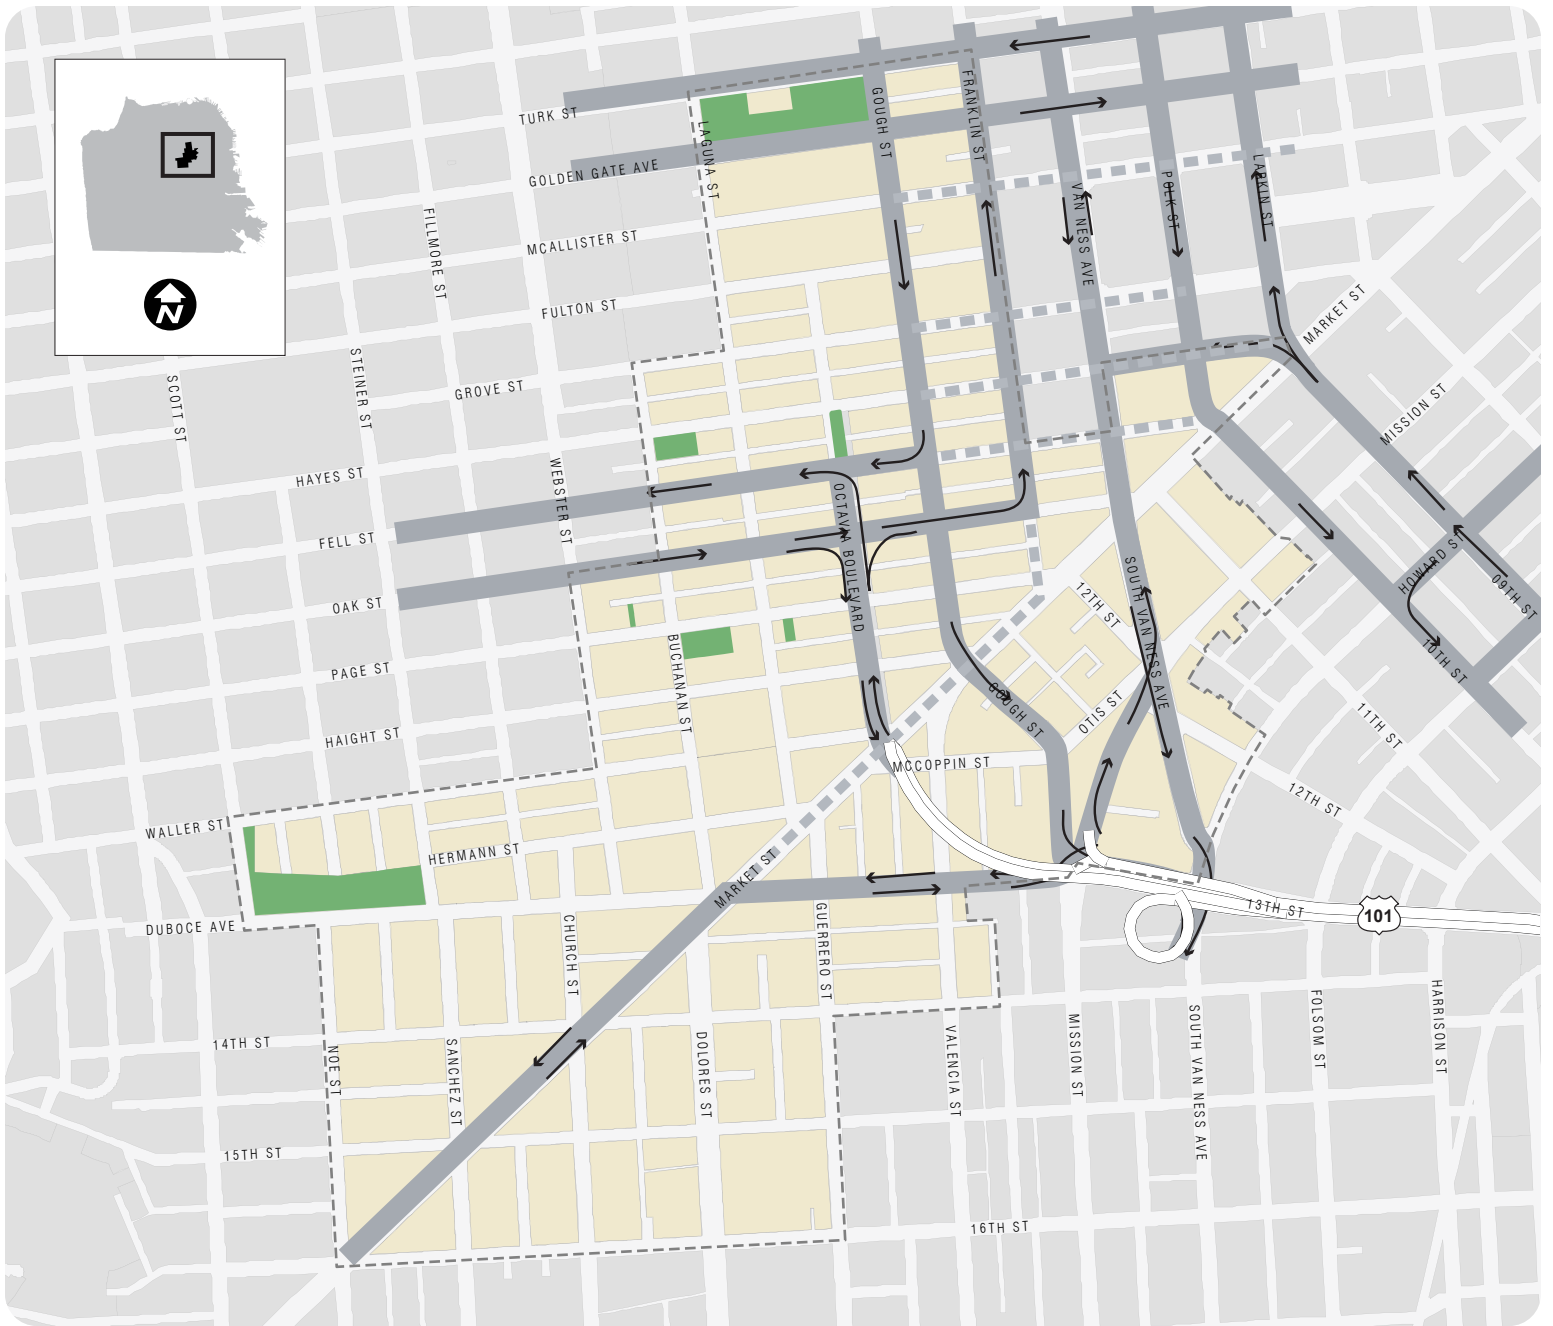 TURK ST
GOLDEN GATE AVE
MCALLISTER ST
FULTON ST
GROVE ST
HAYES ST
FELL ST
OAK ST
PAGE ST
HAIGHT ST
WALLER ST
HERMANN ST
DUBOCE AVE
14TH ST
15TH ST
16TH ST
SCOTT ST
STEINER ST
FILLMORE ST
WEBSTER ST
BUCHANAN ST
LAGUNA ST
OCTAVIA BOULEVARD
GOUGH ST
FRANKLIN ST
VAN NESS AVE
POLK ST
LARKIN ST
MARKET ST
MISSION ST
HOWARD ST
09TH ST
10TH ST
11TH ST
12TH ST
12TH ST
SOUTH VAN NESS AVE
OTIS ST
GOUGH ST
MCCOPPIN ST
MARKET ST
13TH ST
101
NOE ST
SANCHEZ ST
CHURCH ST
DOLORES ST
GUERRERO ST
VALENCIA ST
MISSION ST
SOUTH VAN NESS AVE
FOLSOM ST
HARRISON ST
N